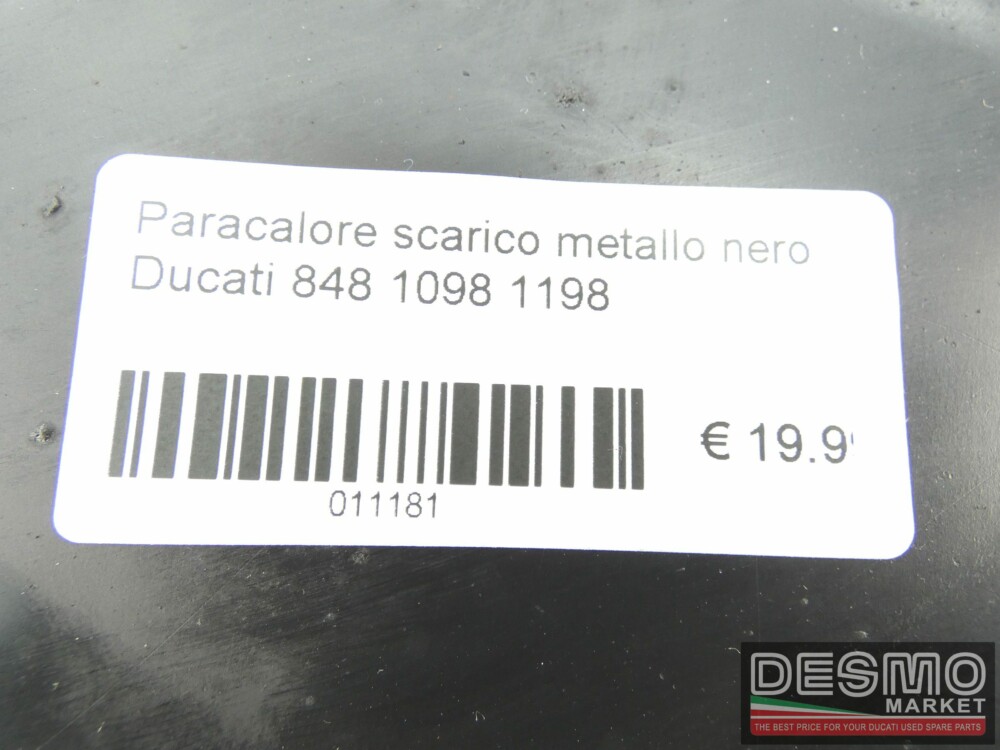 Paracalore scarico metallo nero
Ducati 848 1098 1198
€ 19.9
011181
DESMO
MARKET
THE BEST PRICE FOR YOUR DUCATI USED SPARE PARTS